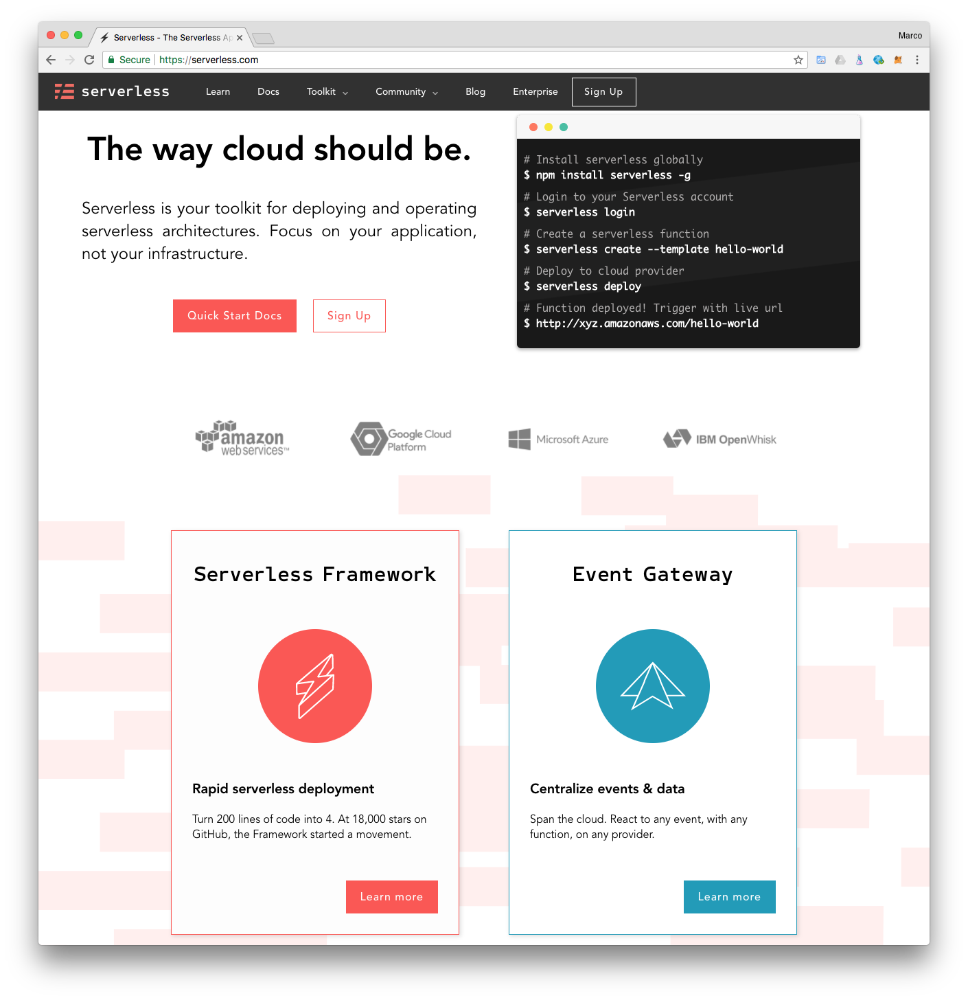 Serverless - The Serverless Ap
Marco
Secure https://serverless.com
serverless Learn Docs Toolkit Community Blog Enterprise Sign Up
The way cloud should be.
Serverless is your toolkit for deploying and operating
serverless architectures. Focus on your application,
not your infrastructure.
Quick Start Docs Sign Up
# Install serverless globally
$ npm install serverless -g
# Login to your Serverless account
$ serverless login
# Create a serverless function
$ serverless create --template hello-world
# Deploy to cloud provider
$ serverless deploy
# Function deployed! Trigger with live url
$ http://xyz.amazonaws.com/hello-world
amazon
webservices™
Google Cloud
Platform
Microsoft Azure
IBM OpenWhisk
Serverless Framework
Rapid serverless deployment
Turn 200 lines of code into 4. At 18,000 stars on
GitHub, the Framework started a movement.
Learn more
Event Gateway
Centralize events & data
Span the cloud. React to any event, with any
function, on any provider.
Learn more